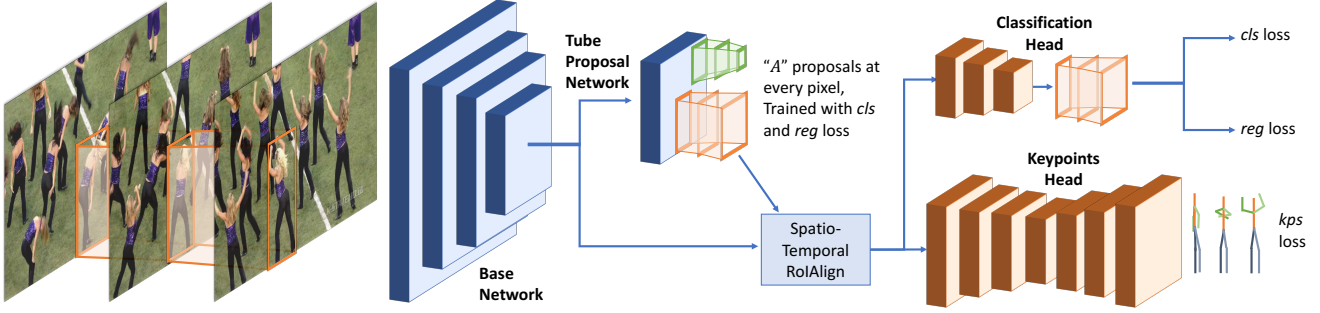 Tube
Proposal
Network
"A" proposals at
every pixel,
Trained with cls
and reg loss
Base
Network
Spatio-
Temporal
RoIAlign
Classification
Head
cls loss
reg loss
Keypoints
Head
kps
loss